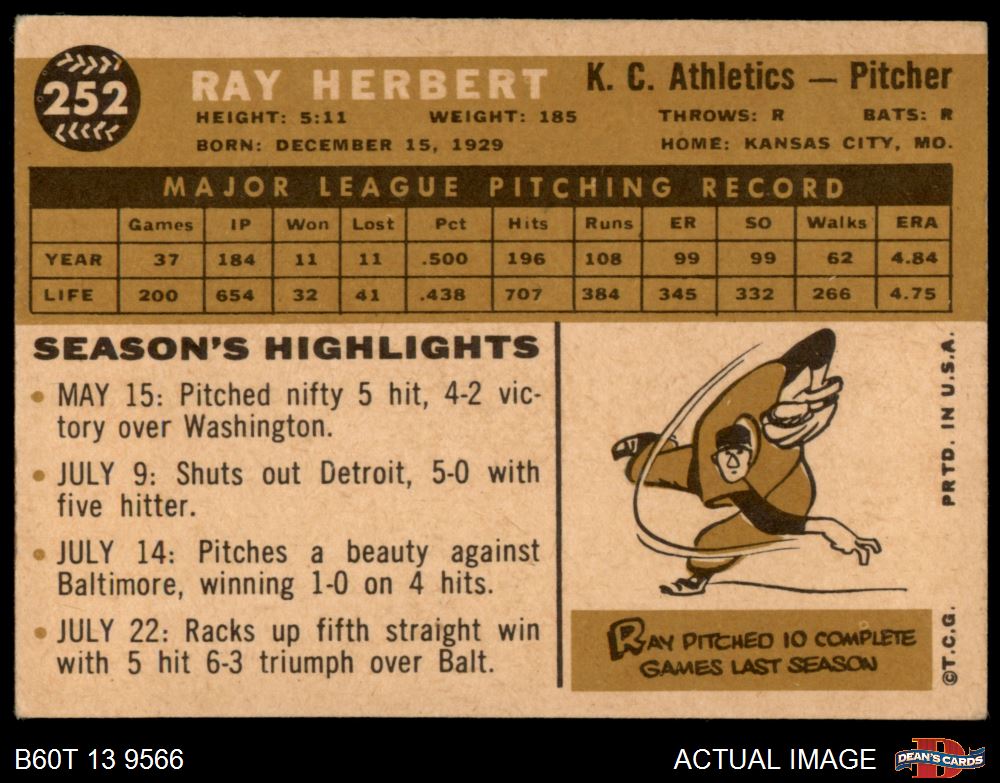 252
RAY HERBERT
K. C. Athletics — Pitcher
HEIGHT: 5:11 WEIGHT: 185 THROWS: R BATS: R
BORN: DECEMBER 15, 1929 HOME: KANSAS CITY, MO.
MAJOR LEAGUE PITCHING RECORD
Games IP Won Lost Pct Hits Runs ER SO Walks ERA
YEAR 37 184 11 11 .500 196 108 99 99 62 4.84
LIFE 200 654 32 41 .438 707 384 345 332 266 4.75
SEASON'S HIGHLIGHTS
• MAY 15: Pitched nifty 5 hit, 4-2 vic-
tory over Washington.
• JULY 9: Shuts out Detroit, 5-0 with
five hitter.
• JULY 14: Pitches a beauty against
Baltimore, winning 1-0 on 4 hits.
• JULY 22: Racks up fifth straight win
with 5 hit 6-3 triumph over Balt.
RAY PITCHED 10 COMPLETE
GAMES LAST SEASON
©T.C.G. PRTD. IN U.S.A.
B60T 13 9566
ACTUAL IMAGE
D
DEAN'S CARDS